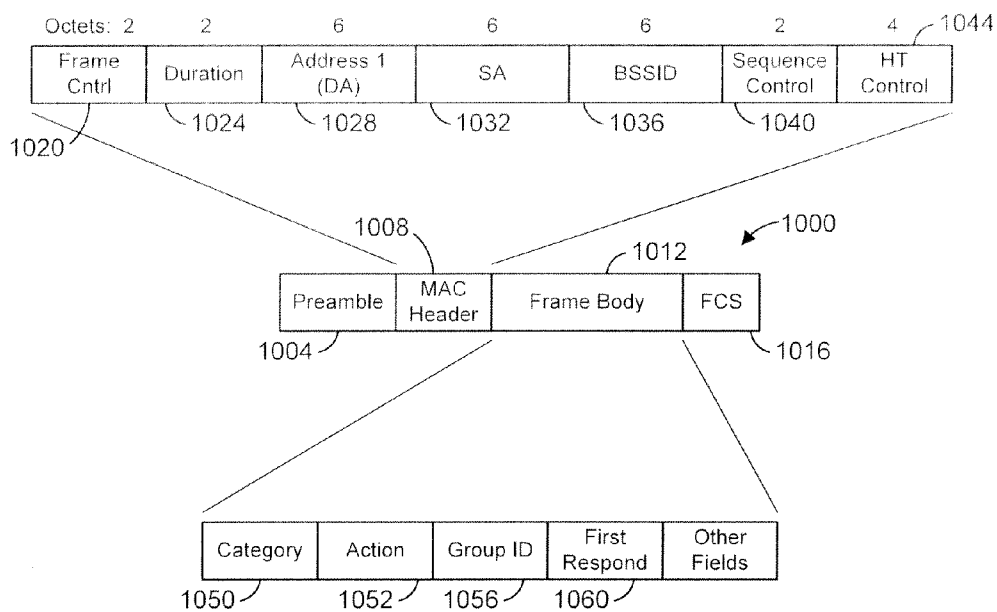 Octets: 2 2 6 6 6 2 4 1044
Frame Cntrl Duration Address 1 (DA) SA BSSID Sequence Control HT Control
1020 1024 1028 1032 1036 1040
1008 1012 1000
Preamble MAC Header Frame Body FCS
1004 1016
Category Action Group ID First Respond Other Fields
1050 1052 1056 1060